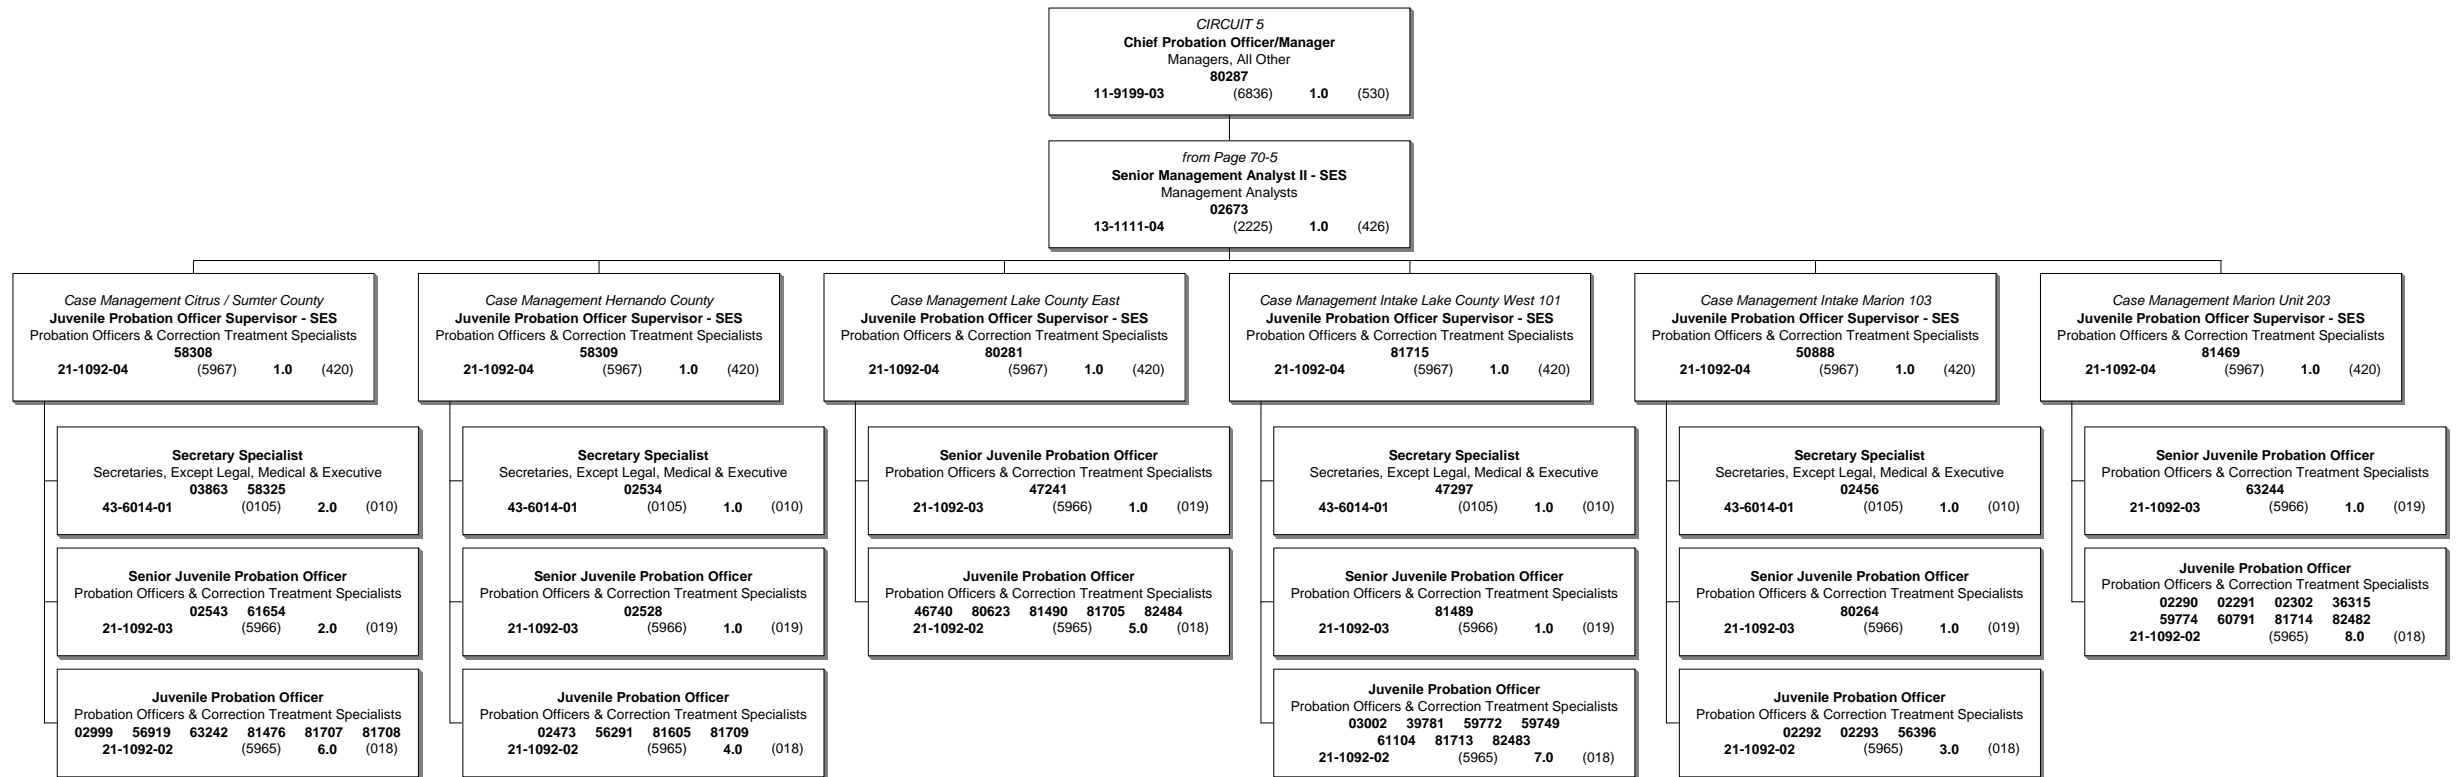 CIRCUIT 5
Chief Probation Officer/Manager
Managers, All Other
80287
11-9199-03 (6836) 1.0 (530)
from Page 70-5
Senior Management Analyst II - SES
Management Analysts
02673
13-1111-04 (2225) 1.0 (426)
Case Management Citrus / Sumter County
Juvenile Probation Officer Supervisor - SES
Probation Officers & Correction Treatment Specialists
58308
21-1092-04 (5967) 1.0 (420)
Secretary Specialist
Secretaries, Except Legal, Medical & Executive
03863 58325
43-6014-01 (0105) 2.0 (010)
Senior Juvenile Probation Officer
Probation Officers & Correction Treatment Specialists
02543 61654
21-1092-03 (5966) 2.0 (019)
Juvenile Probation Officer
Probation Officers & Correction Treatment Specialists
02999 56919 63242 81476 81707 81708
21-1092-02 (5965) 6.0 (018)
Case Management Hernando County
Juvenile Probation Officer Supervisor - SES
Probation Officers & Correction Treatment Specialists
58309
21-1092-04 (5967) 1.0 (420)
Secretary Specialist
Secretaries, Except Legal, Medical & Executive
02534
43-6014-01 (0105) 1.0 (010)
Senior Juvenile Probation Officer
Probation Officers & Correction Treatment Specialists
02528
21-1092-03 (5966) 1.0 (019)
Juvenile Probation Officer
Probation Officers & Correction Treatment Specialists
02473 56291 81605 81709
21-1092-02 (5965) 4.0 (018)
Case Management Lake County East
Juvenile Probation Officer Supervisor - SES
Probation Officers & Correction Treatment Specialists
80281
21-1092-04 (5967) 1.0 (420)
Senior Juvenile Probation Officer
Probation Officers & Correction Treatment Specialists
47241
21-1092-03 (5966) 1.0 (019)
Juvenile Probation Officer
Probation Officers & Correction Treatment Specialists
46740 80623 81490 81705 82484
21-1092-02 (5965) 5.0 (018)
Case Management Intake Lake County West 101
Juvenile Probation Officer Supervisor - SES
Probation Officers & Correction Treatment Specialists
81715
21-1092-04 (5967) 1.0 (420)
Secretary Specialist
Secretaries, Except Legal, Medical & Executive
47297
43-6014-01 (0105) 1.0 (010)
Senior Juvenile Probation Officer
Probation Officers & Correction Treatment Specialists
81489
21-1092-03 (5966) 1.0 (019)
Juvenile Probation Officer
Probation Officers & Correction Treatment Specialists
03002 39781 59772 59749
61104 81713 82483
21-1092-02 (5965) 7.0 (018)
Case Management Intake Marion 103
Juvenile Probation Officer Supervisor - SES
Probation Officers & Correction Treatment Specialists
50888
21-1092-04 (5967) 1.0 (420)
Secretary Specialist
Secretaries, Except Legal, Medical & Executive
02456
43-6014-01 (0105) 1.0 (010)
Senior Juvenile Probation Officer
Probation Officers & Correction Treatment Specialists
80264
21-1092-03 (5966) 1.0 (019)
Juvenile Probation Officer
Probation Officers & Correction Treatment Specialists
02292 02293 56396
21-1092-02 (5965) 3.0 (018)
Case Management Marion Unit 203
Juvenile Probation Officer Supervisor - SES
Probation Officers & Correction Treatment Specialists
81469
21-1092-04 (5967) 1.0 (420)
Senior Juvenile Probation Officer
Probation Officers & Correction Treatment Specialists
63244
21-1092-03 (5966) 1.0 (019)
Juvenile Probation Officer
Probation Officers & Correction Treatment Specialists
02290 02291 02302 36315
59774 60791 81714 82482
21-1092-02 (5965) 8.0 (018)